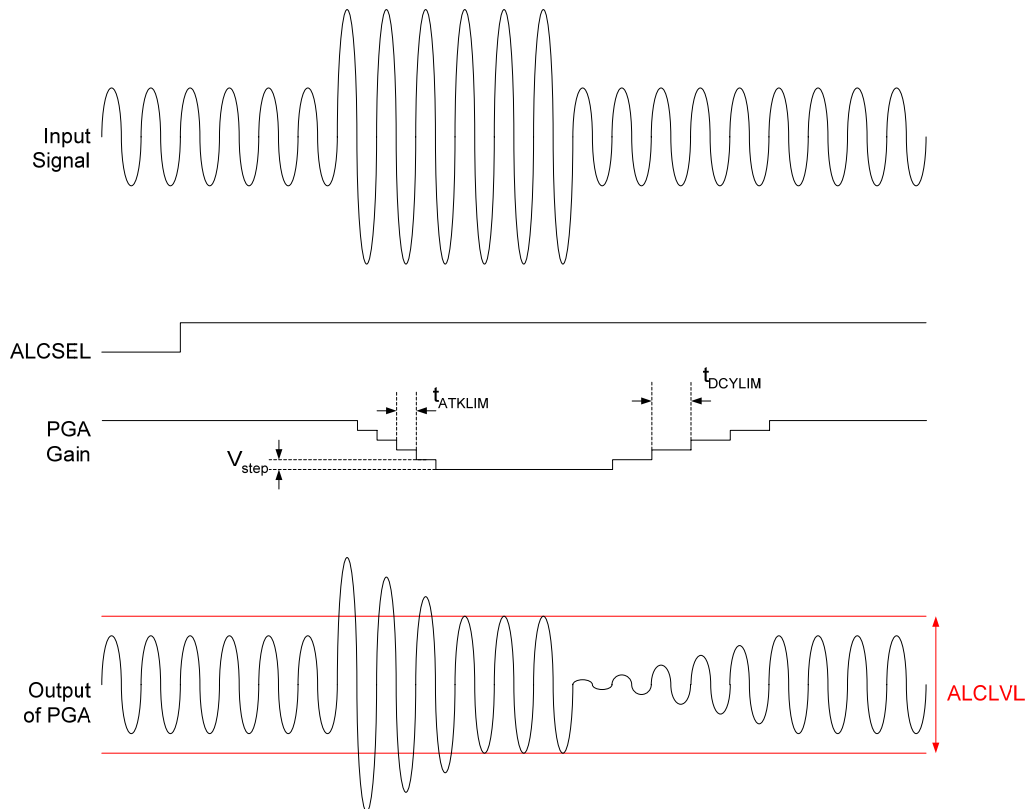 Input
Signal
ALCSEL
tATKLIM
tDCYLIM
PGA
Gain
Vstep
Output
of PGA
ALCLVL